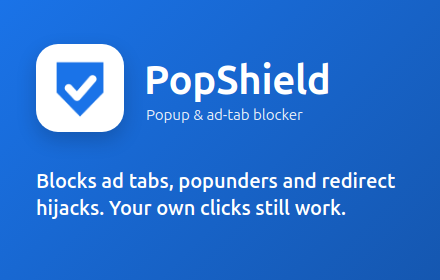 PopShield
Popup & ad-tab blocker
Blocks ad tabs, popunders and redirect
hijacks. Your own clicks still work.